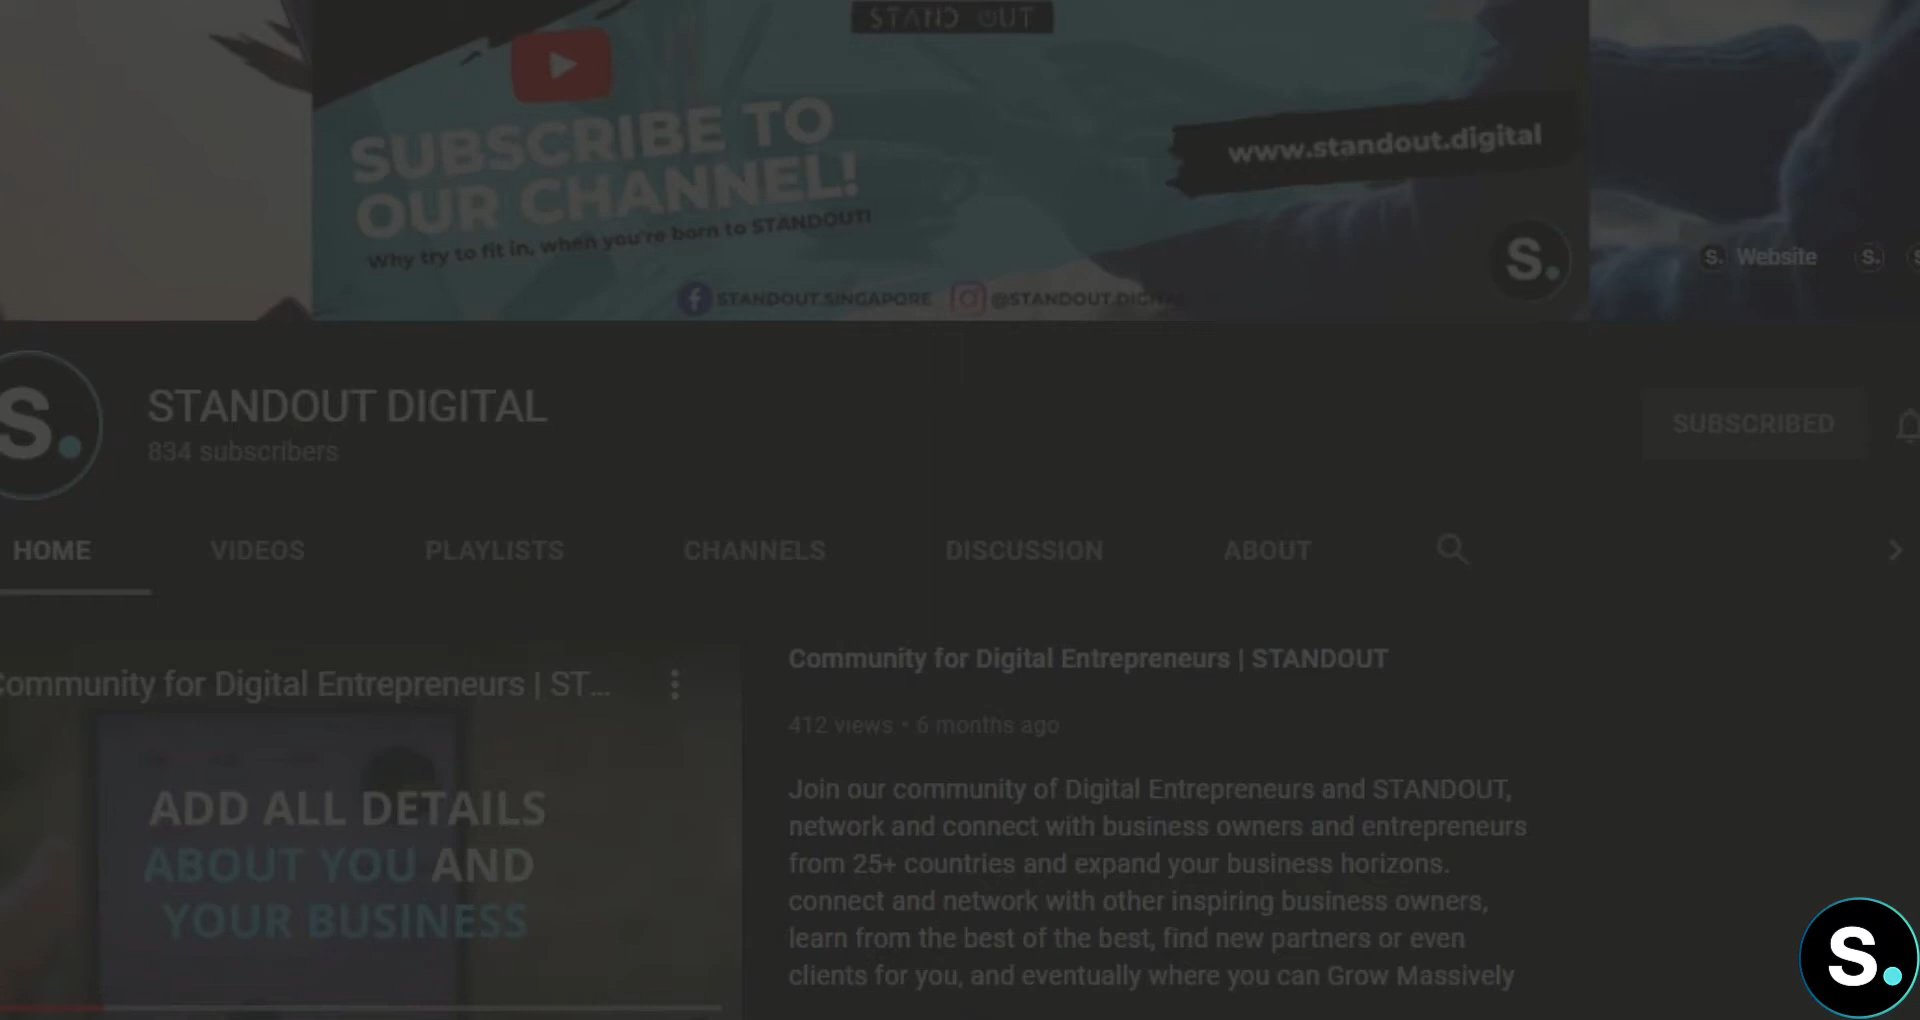 STAND OUT
SUBSCRIBE TO
OUR CHANNEL!
Why try to fit in, when you're born to STANDOUT!
www.standout.digital
STANDOUT.SINGAPORE @STANDOUT.DIGITAL
S.
S. Website S. S
S.
STANDOUT DIGITAL
834 subscribers
SUBSCRIBED
HOME VIDEOS PLAYLISTS CHANNELS DISCUSSION ABOUT
Community for Digital Entrepreneurs | ST...
ADD ALL DETAILS
ABOUT YOU AND
YOUR BUSINESS
Community for Digital Entrepreneurs | STANDOUT
412 views • 6 months ago
Join our community of Digital Entrepreneurs and STANDOUT,
network and connect with business owners and entrepreneurs
from 25+ countries and expand your business horizons.
connect and network with other inspiring business owners,
learn from the best of the best, find new partners or even
clients for you, and eventually where you can Grow Massively
S.